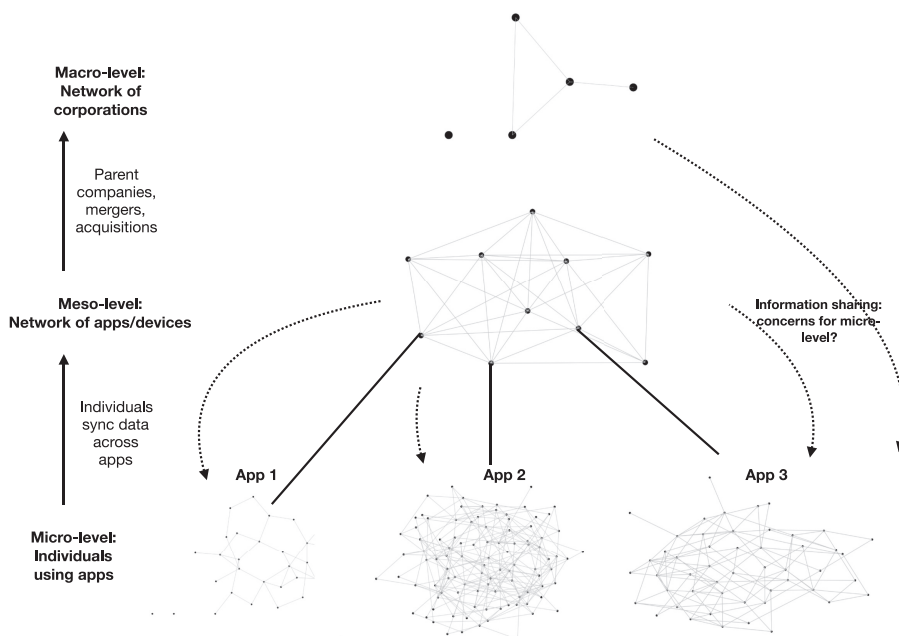 Macro-level:
Network of
corporations
Parent
companies,
mergers,
acquisitions
Meso-level:
Network of apps/devices
Information sharing:
concerns for micro-
level?
Individuals
sync data
across
apps
App 1
App 2
App 3
Micro-level:
Individuals
using apps